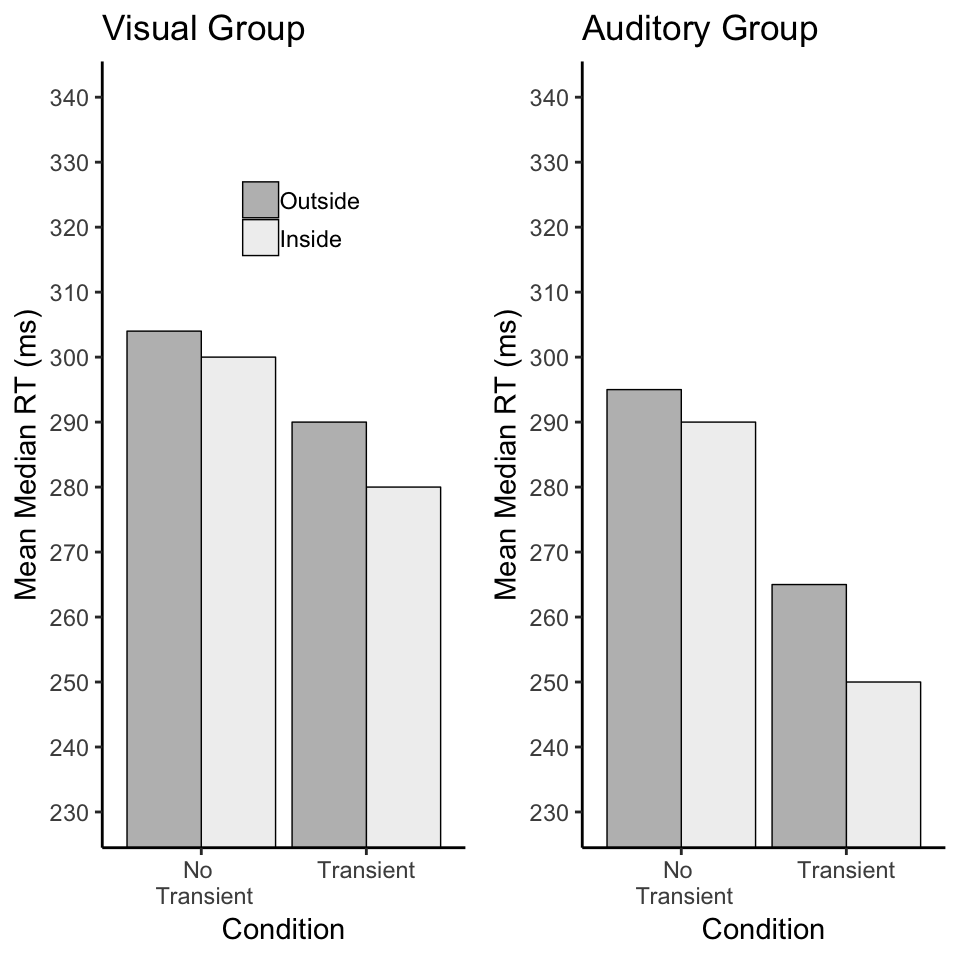 Visual Group
Mean Median RT (ms)
340
330
320
310
300
290
280
270
260
250
240
230
Outside
Inside
No
Transient
Transient
Condition
Auditory Group
Mean Median RT (ms)
340
330
320
310
300
290
280
270
260
250
240
230
No
Transient
Transient
Condition